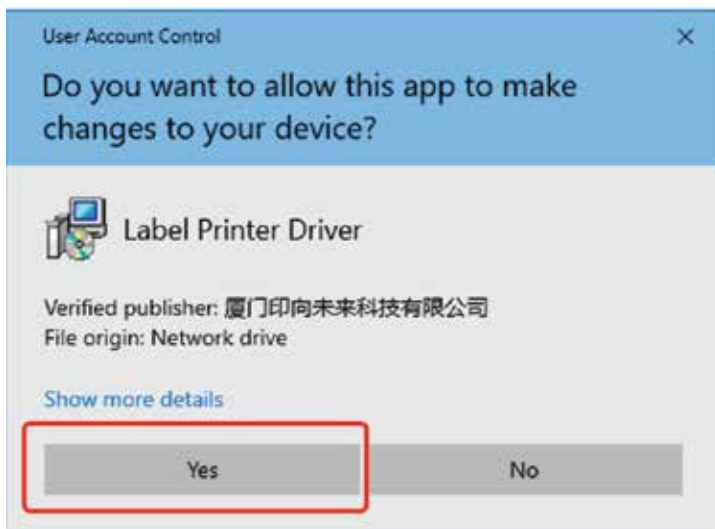 User Account Control
Do you want to allow this app to make
changes to your device?
Label Printer Driver
Verified publisher: 厦门印向未来科技有限公司
File origin: Network drive
Show more details
Yes
No